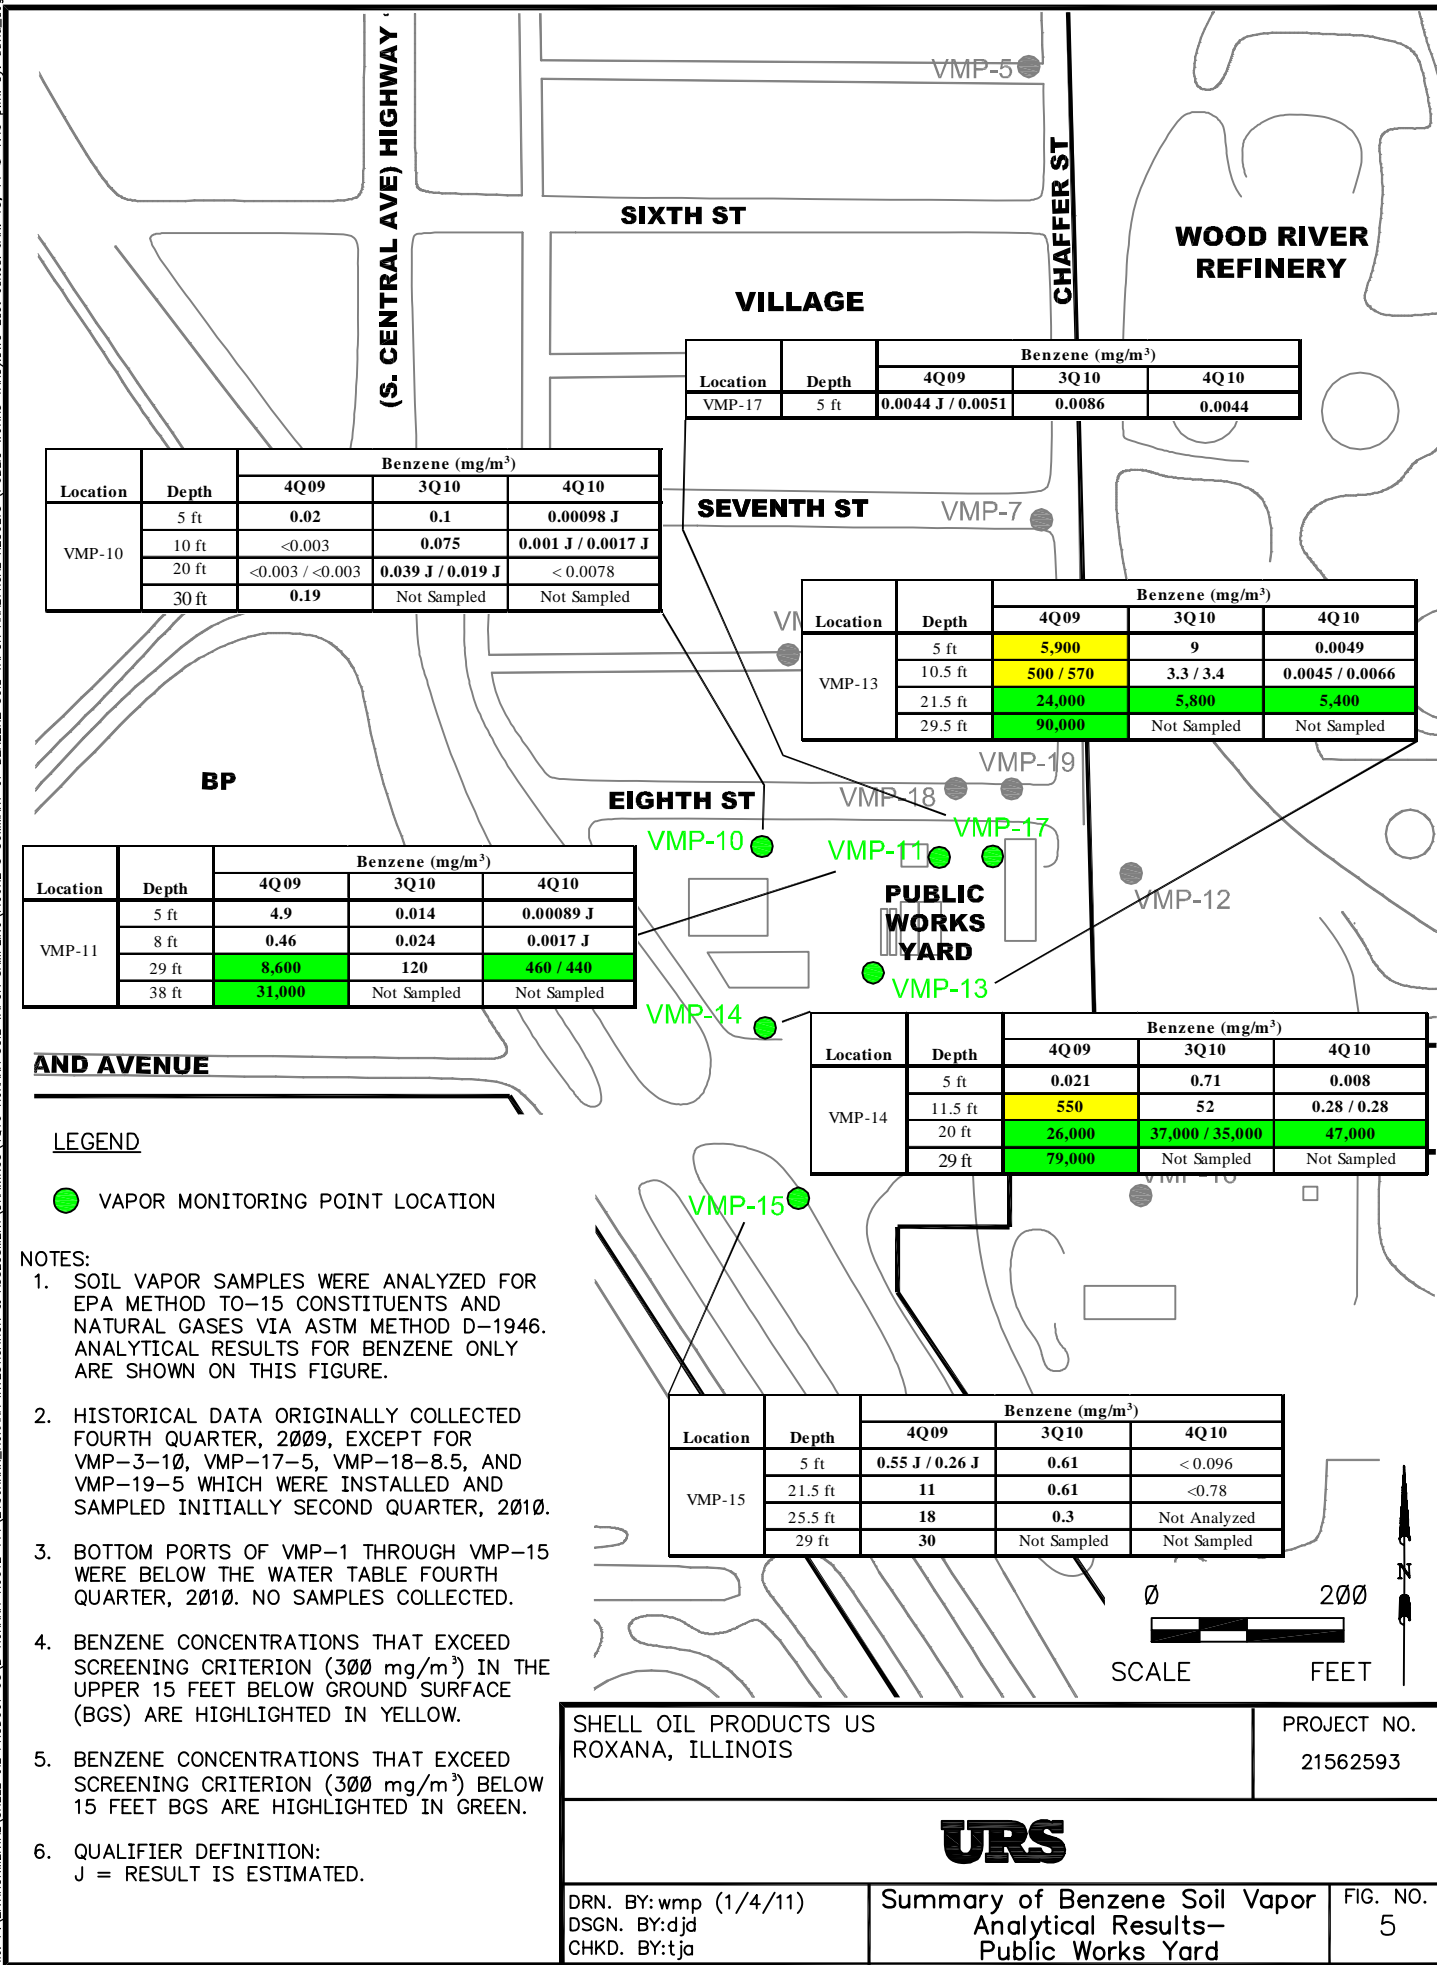 (S. CENTRAL AVE) HIGHWAY
VMP-5
CHAFFER ST
SIXTH ST
WOOD RIVER
REFINERY
VILLAGE
Benzene (mg/m³)
Location Depth 4Q09 3Q10 4Q10
VMP-17 5 ft 0.0044 J / 0.0051 0.0086 0.0044
Benzene (mg/m³)
Location Depth 4Q09 3Q10 4Q10
VMP-10
5 ft 0.02 0.1 0.00098 J
10 ft <0.003 0.075 0.001 J / 0.0017 J
20 ft <0.003 / <0.003 0.039 J / 0.019 J < 0.0078
30 ft 0.19 Not Sampled Not Sampled
SEVENTH ST
VMP-7
Benzene (mg/m³)
Location Depth 4Q09 3Q10 4Q10
VMP-13
5 ft 5,900 9 0.0049
10.5 ft 500 / 570 3.3 / 3.4 0.0045 / 0.0066
21.5 ft 24,000 5,800 5,400
29.5 ft 90,000 Not Sampled Not Sampled
BP
VMP-19
VMP-18
EIGHTH ST
VMP-10
VMP-11
VMP-17
VMP-12
PUBLIC
WORKS
YARD
VMP-13
VMP-14
Benzene (mg/m³)
Location Depth 4Q09 3Q10 4Q10
VMP-11
5 ft 4.9 0.014 0.00089 J
8 ft 0.46 0.024 0.0017 J
29 ft 8,600 120 460 / 440
38 ft 31,000 Not Sampled Not Sampled
AND AVENUE
Benzene (mg/m³)
Location Depth 4Q09 3Q10 4Q10
VMP-14
5 ft 0.021 0.71 0.008
11.5 ft 550 52 0.28 / 0.28
20 ft 26,000 37,000 / 35,000 47,000
29 ft 79,000 Not Sampled Not Sampled
VMP-15
LEGEND
VAPOR MONITORING POINT LOCATION
NOTES:
1. SOIL VAPOR SAMPLES WERE ANALYZED FOR
EPA METHOD TO-15 CONSTITUENTS AND
NATURAL GASES VIA ASTM METHOD D-1946.
ANALYTICAL RESULTS FOR BENZENE ONLY
ARE SHOWN ON THIS FIGURE.
2. HISTORICAL DATA ORIGINALLY COLLECTED
FOURTH QUARTER, 2009, EXCEPT FOR
VMP-3-10, VMP-17-5, VMP-18-8.5, AND
VMP-19-5 WHICH WERE INSTALLED AND
SAMPLED INITIALLY SECOND QUARTER, 2010.
3. BOTTOM PORTS OF VMP-1 THROUGH VMP-15
WERE BELOW THE WATER TABLE FOURTH
QUARTER, 2010. NO SAMPLES COLLECTED.
4. BENZENE CONCENTRATIONS THAT EXCEED
SCREENING CRITERION (300 mg/m³) IN THE
UPPER 15 FEET BELOW GROUND SURFACE
(BGS) ARE HIGHLIGHTED IN YELLOW.
5. BENZENE CONCENTRATIONS THAT EXCEED
SCREENING CRITERION (300 mg/m³) BELOW
15 FEET BGS ARE HIGHLIGHTED IN GREEN.
6. QUALIFIER DEFINITION:
J = RESULT IS ESTIMATED.
Benzene (mg/m³)
Location Depth 4Q09 3Q10 4Q10
VMP-15
5 ft 0.55 J / 0.26 J 0.61 < 0.096
21.5 ft 11 0.61 <0.78
25.5 ft 18 0.3 Not Analyzed
29 ft 30 Not Sampled Not Sampled
N
0 200
SCALE FEET
SHELL OIL PRODUCTS US
ROXANA, ILLINOIS
PROJECT NO.
21562593
URS
DRN. BY:wmp (1/4/11)
DSGN. BY:djd
CHKD. BY:tja
Summary of Benzene Soil Vapor
Analytical Results-
Public Works Yard
FIG. NO.
5